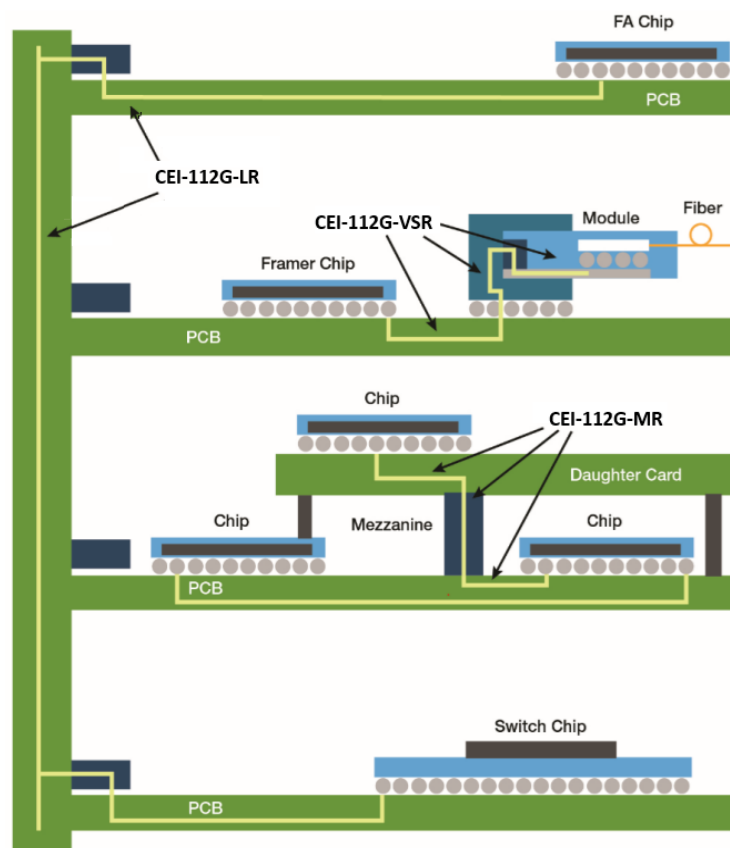 FA Chip
PCB
CEI-112G-LR
CEI-112G-VSR
Module
Fiber
Framer Chip
PCB
Chip
CEI-112G-MR
Daughter Card
Chip
Mezzanine
Chip
PCB
Switch Chip
PCB